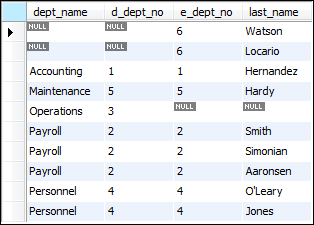 dept_name d_dept_no e_dept_no last_name
NULL NULL 6 Watson
NULL NULL 6 Locario
Accounting 1 1 Hernandez
Maintenance 5 5 Hardy
Operations 3 NULL NULL
Payroll 2 2 Smith
Payroll 2 2 Simonian
Payroll 2 2 Aaronsen
Personnel 4 4 O'Leary
Personnel 4 4 Jones